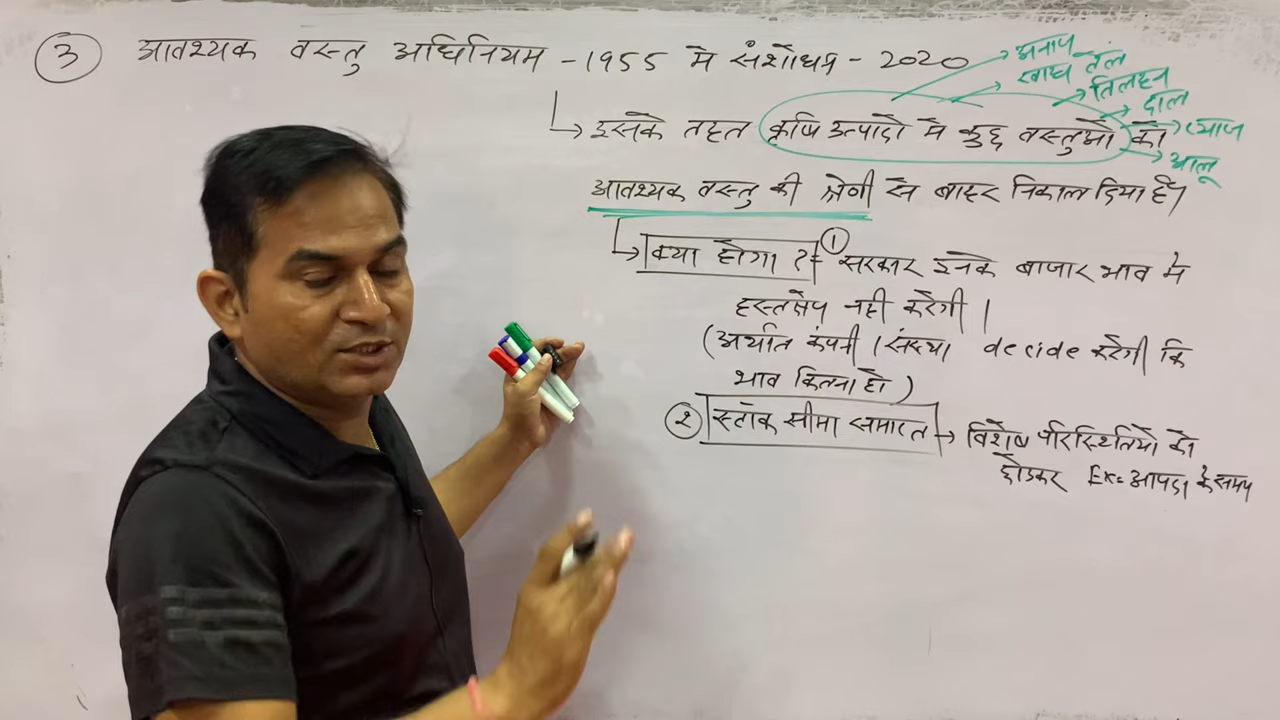 ③ आवश्यक वस्तु अधिनियम - 1955 में संशोधन - 2020
→ अनाज
→ खाद्य तेल
→ तिलहन
→ दाल
→ प्याज
→ आलू
↳ इसके तहत कृषि उत्पादो मे कुछ वस्तुओ को
आवश्यक वस्तु की श्रेणी से बाहर निकाल दिया है।
↳ क्या होगा ?= ① सरकार इनके बाजार भाव मे
हस्तक्षेप नही करेगी ।
(अर्थात कंपनी / संस्था decide करेगी कि
भाव कितना हो )
② स्टॉक सीमा समाप्त → विशेष परिस्थितियो को
छोडकर Ex= आपदा के समय